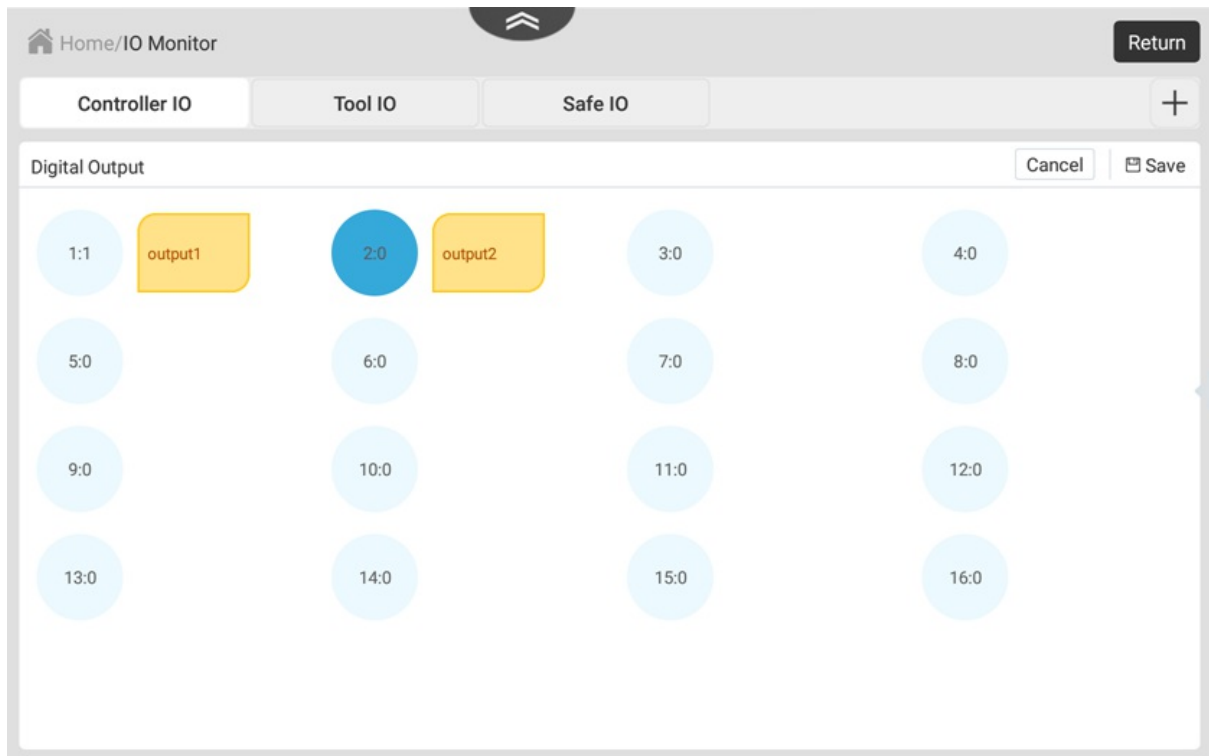 Home/IO Monitor
Return
Controller IO
Tool IO
Safe IO
+
Digital Output
Cancel
Save
1:1
output1
2:0
output2
3:0
4:0
5:0
6:0
7:0
8:0
9:0
10:0
11:0
12:0
13:0
14:0
15:0
16:0